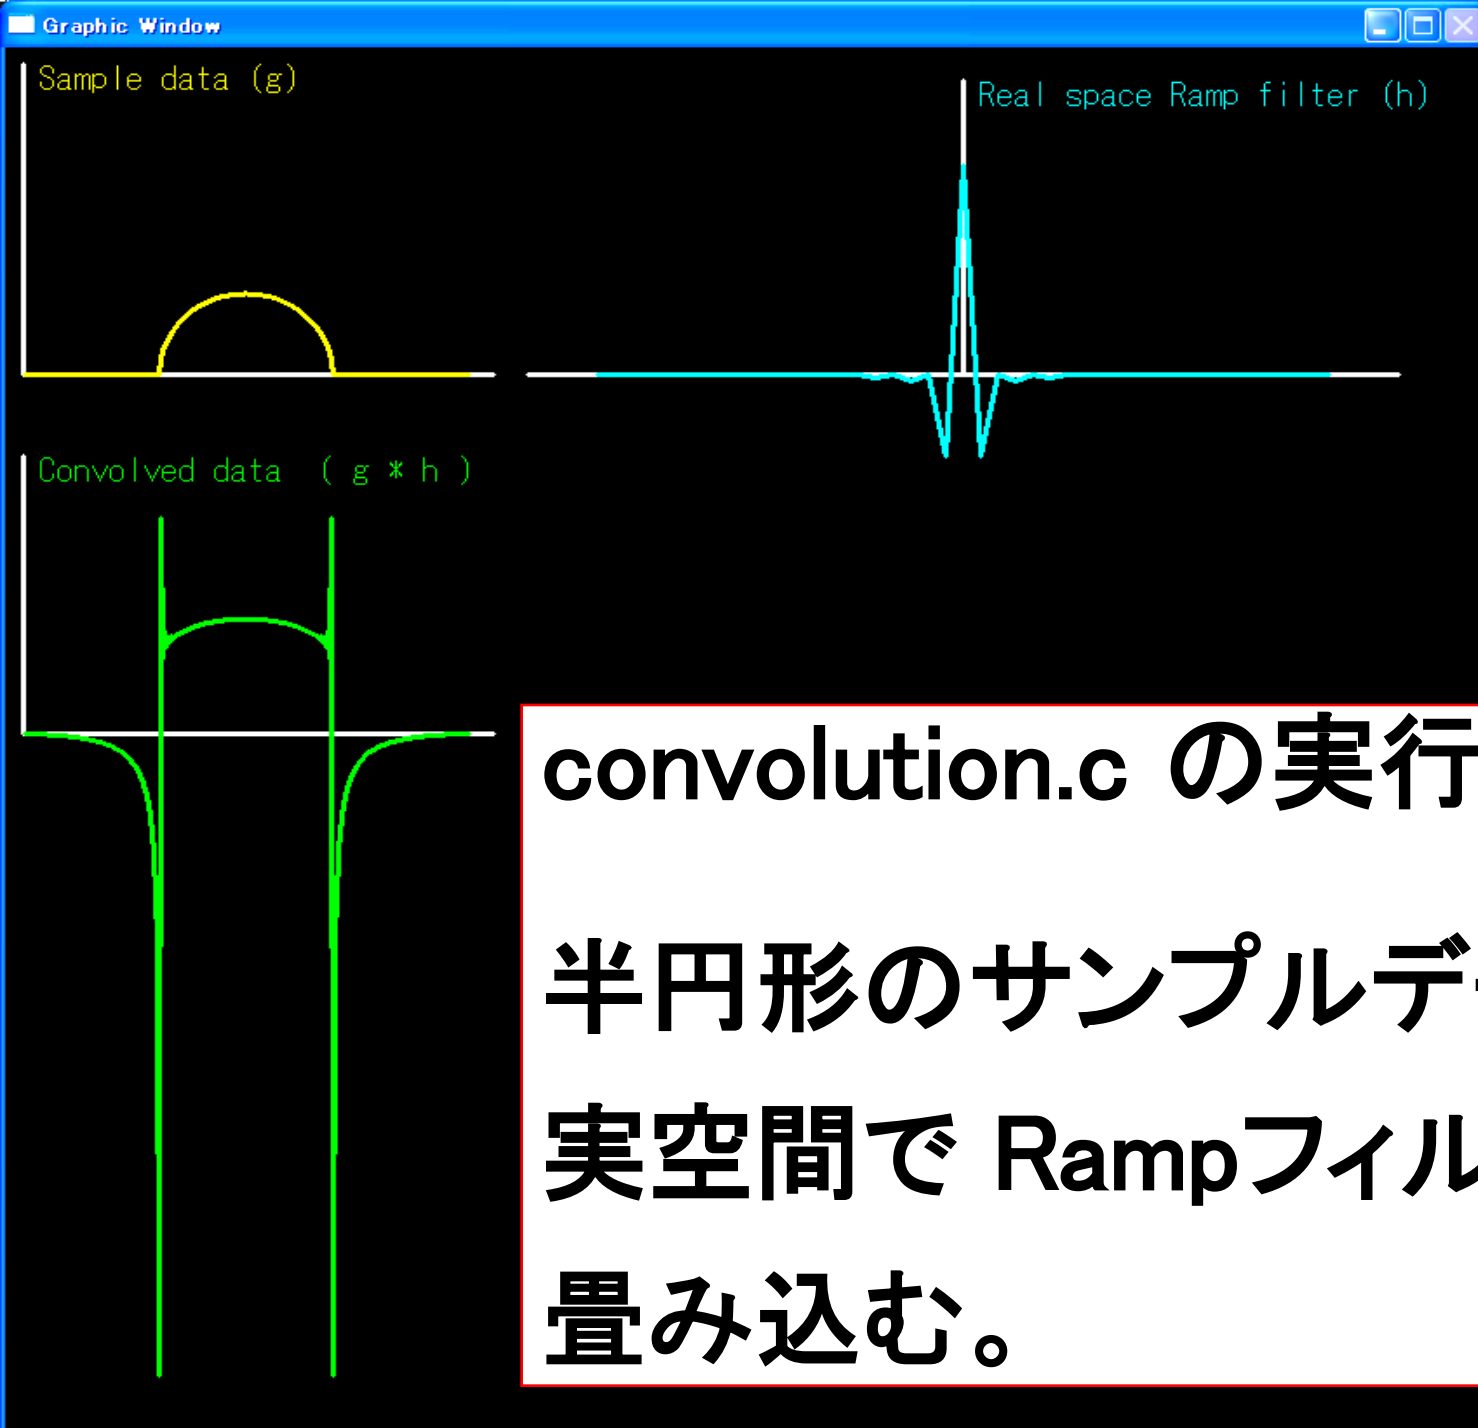 Graphic Window
Sample data (g)
Real space Ramp filter (h)
Convolved data ( g * h )
convolution.c の実行
半円形のサンプルデ
実空間で Rampフィル
畳み込む。